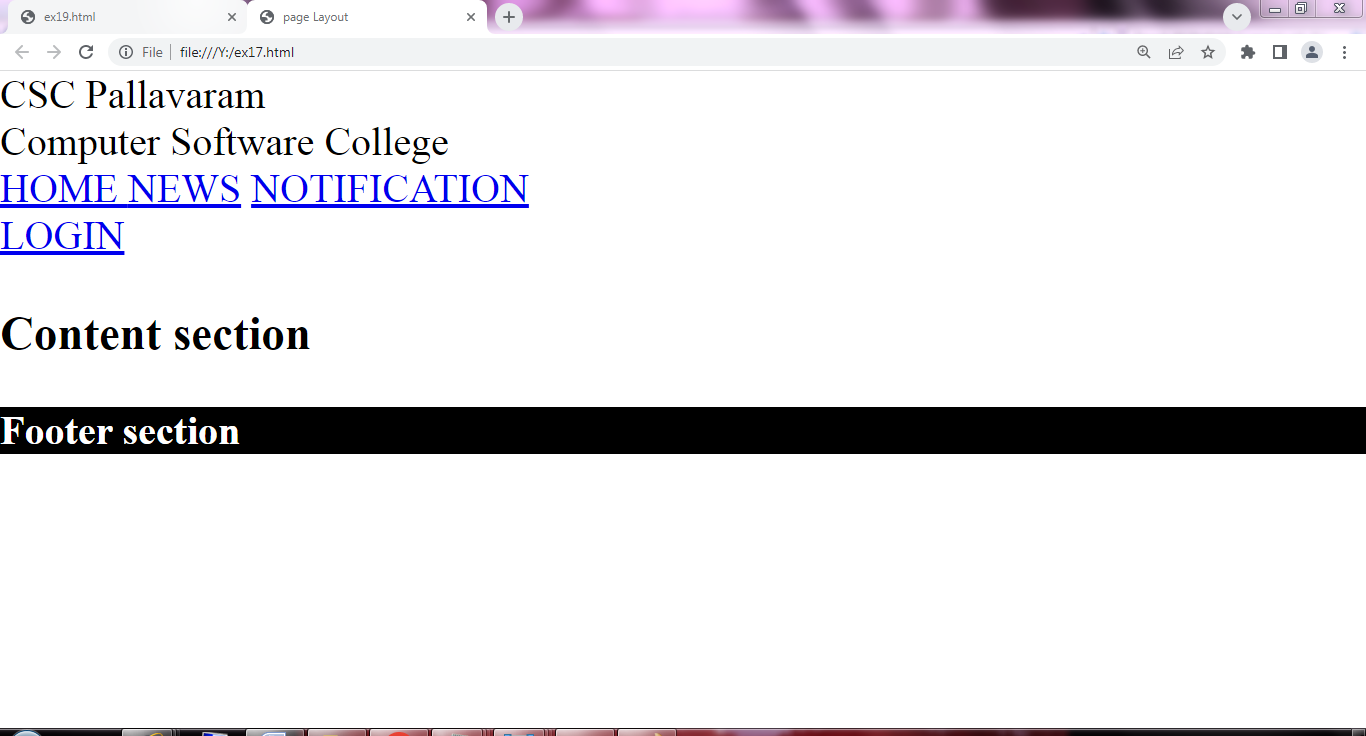 ex19.html
page Layout
File
file:///Y:/ex17.html
CSC Pallavaram
Computer Software College
HOME NEWS NOTIFICATION
LOGIN
Content section
Footer section